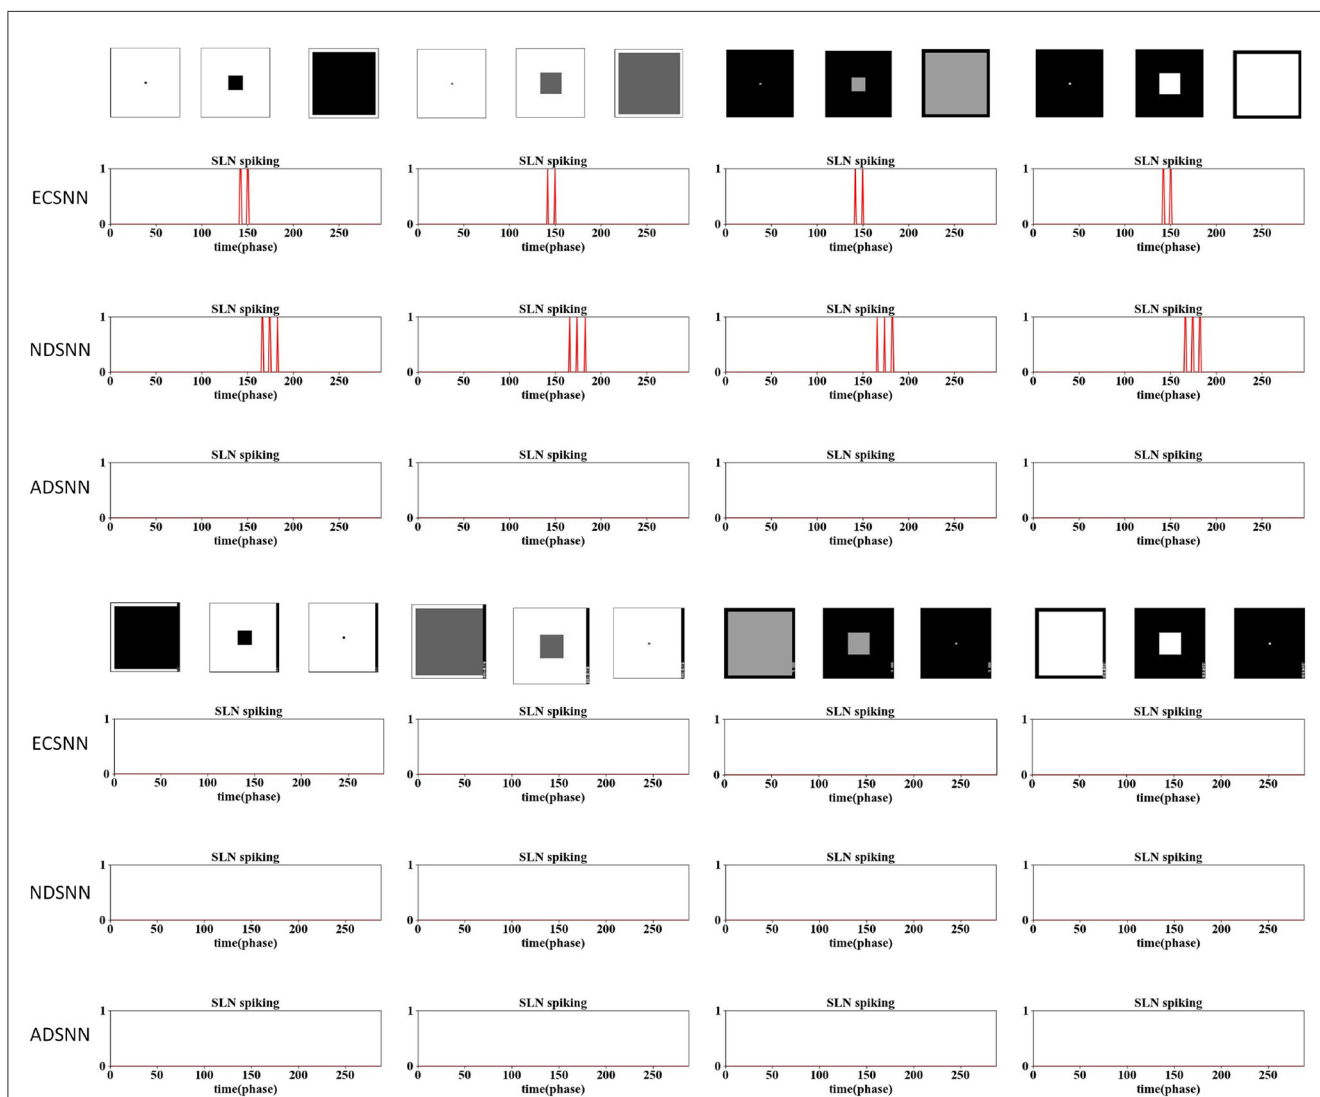 SLN spiking SLN spiking SLN spiking SLN spiking
ECSNN
1 1 1 1
0 0 0 0
0 50 100 150 200 250 0 50 100 150 200 250 0 50 100 150 200 250 0 50 100 150 200 250
time(phase) time(phase) time(phase) time(phase)
SLN spiking SLN spiking SLN spiking SLN spiking
NDSNN
1 1 1 1
0 0 0 0
0 50 100 150 200 250 0 50 100 150 200 250 0 50 100 150 200 250 0 50 100 150 200 250
time(phase) time(phase) time(phase) time(phase)
SLN spiking SLN spiking SLN spiking SLN spiking
ADSNN
1 1 1 1
0 0 0 0
0 50 100 150 200 250 0 50 100 150 200 250 0 50 100 150 200 250 0 50 100 150 200 250
time(phase) time(phase) time(phase) time(phase)
SLN spiking SLN spiking SLN spiking SLN spiking
ECSNN
1 1 1 1
0 0 0 0
0 50 100 150 200 250 0 50 100 150 200 250 0 50 100 150 200 250 0 50 100 150 200 250
time(phase) time(phase) time(phase) time(phase)
SLN spiking SLN spiking SLN spiking SLN spiking
NDSNN
1 1 1 1
0 0 0 0
0 50 100 150 200 250 0 50 100 150 200 250 0 50 100 150 200 250 0 50 100 150 200 250
time(phase) time(phase) time(phase) time(phase)
SLN spiking SLN spiking SLN spiking SLN spiking
ADSNN
1 1 1 1
0 0 0 0
0 50 100 150 200 250 0 50 100 150 200 250 0 50 100 150 200 250 0 50 100 150 200 250
time(phase) time(phase) time(phase) time(phase)